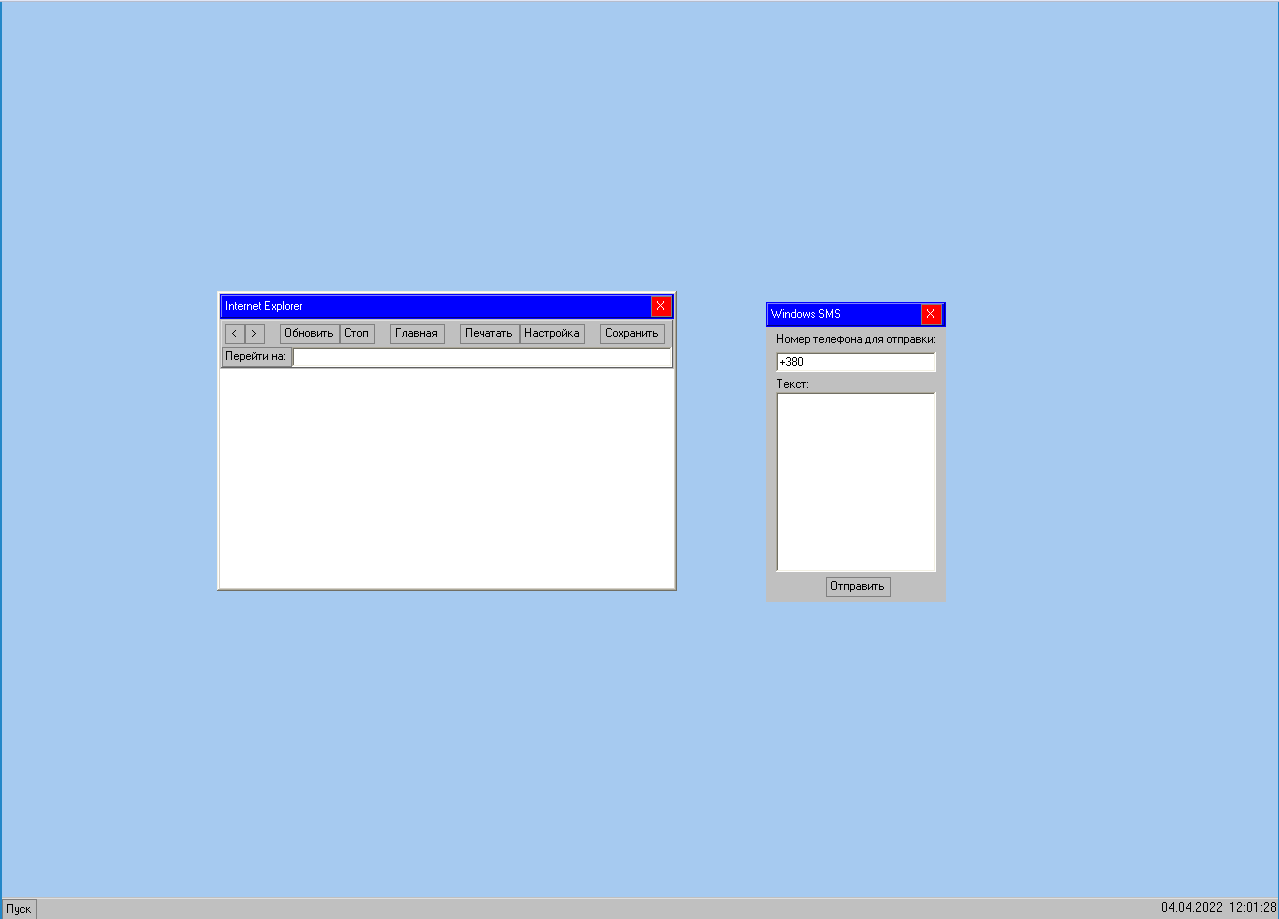 Internet Explorer X
< > Обновить Стоп Главная Печатать Настройка Сохранить
Перейти на:
Windows SMS X
Номер телефона для отправки:
+380
Текст:
Отправить
Пуск 04.04.2022 12:01:28